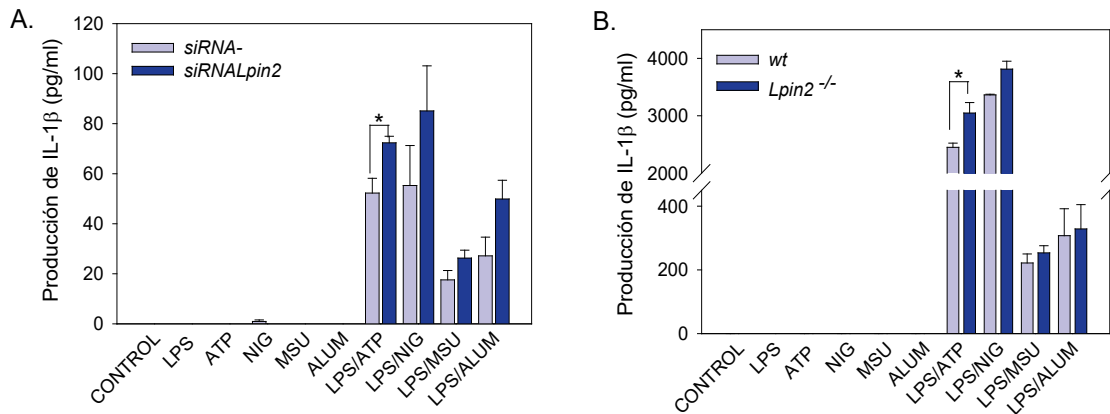 A.
Producción de IL-1β (pg/ml)
120
100
80
60
40
20
0
siRNA-
siRNALpin2
*
CONTROL
LPS
ATP
NIG
MSU
ALUM
LPS/ATP
LPS/NIG
LPS/MSU
LPS/ALUM
B.
Producción de IL-1β (pg/ml)
4000
2000
400
200
0
wt
Lpin2 -/-
*
CONTROL
LPS
ATP
NIG
MSU
ALUM
LPS/ATP
LPS/NIG
LPS/MSU
LPS/ALUM